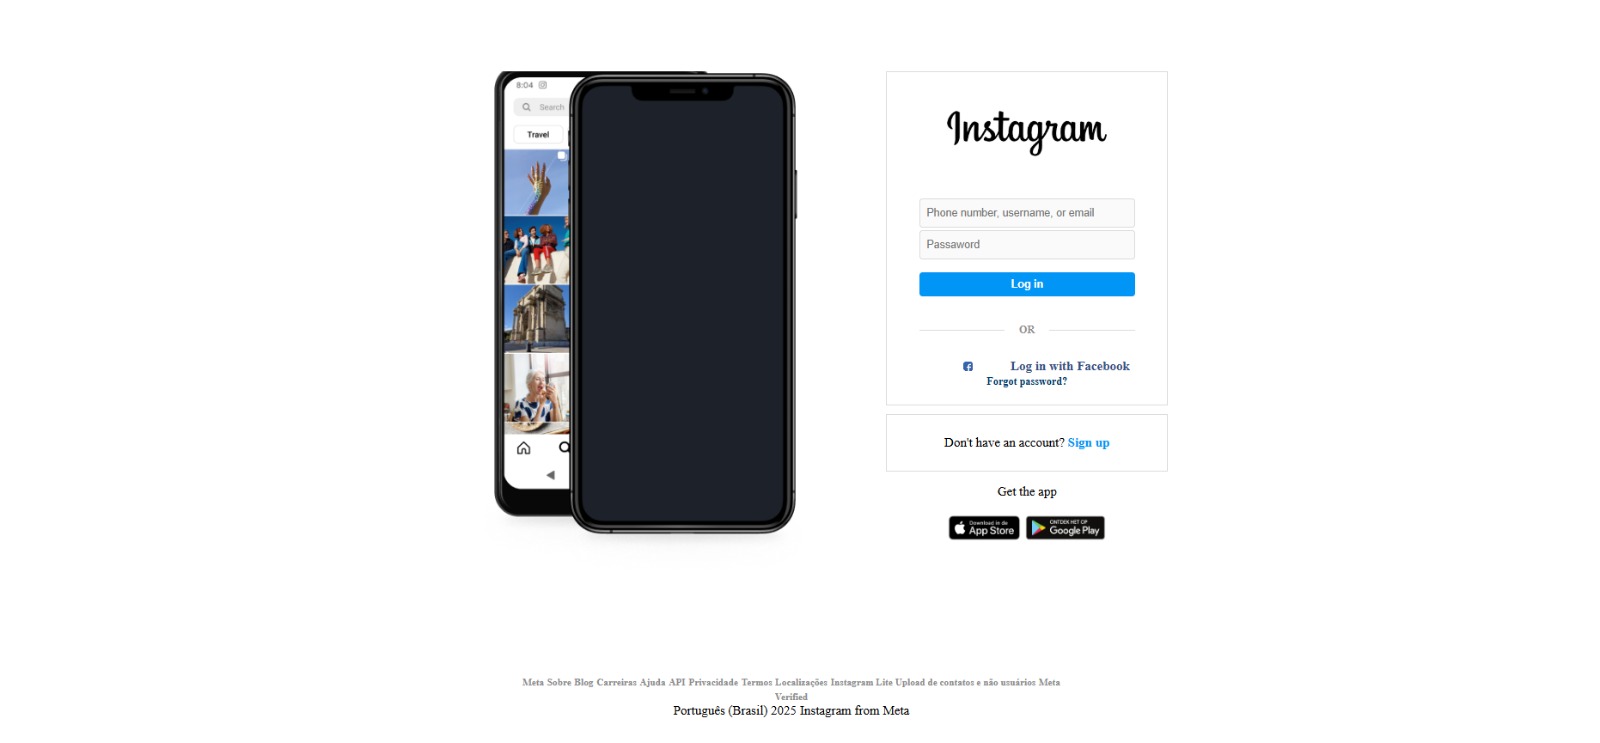 8:04
Search
Travel
Instagram
Phone number, username, or email
Passaword
Log in
OR
Log in with Facebook
Forgot password?
Don't have an account? Sign up
Get the app
Download in de
App Store
ONTDEK HET OP
Google Play
Meta Sobre Blog Carreiras Ajuda API Privacidade Termos Localizações Instagram Lite Upload de contatos e não usuários Meta
Verified
Português (Brasil) 2025 Instagram from Meta